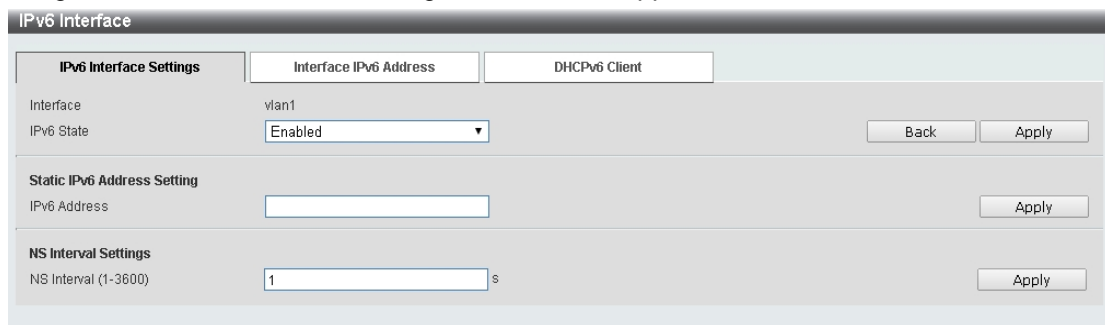 IPv6 Interface
IPv6 Interface Settings Interface IPv6 Address DHCPv6 Client
Interface vlan1
IPv6 State Enabled Back Apply
Static IPv6 Address Setting
IPv6 Address Apply
NS Interval Settings
NS Interval (1-3600) 1 s Apply